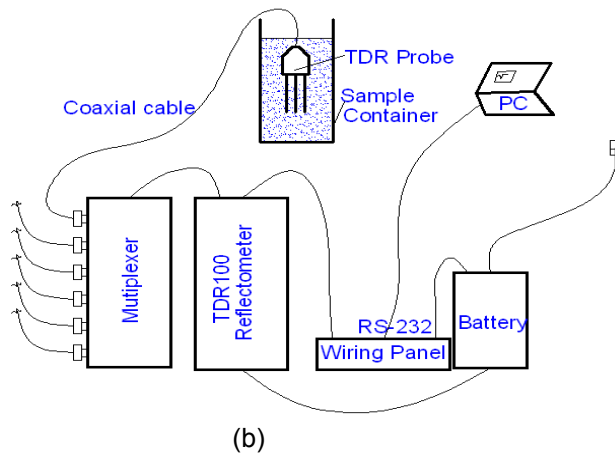 TDR Probe
Coaxial cable
Sample
Container
PC
Mutiplexer
TDR100
Reflectometer
RS-232
Wiring Panel
Battery
(b)